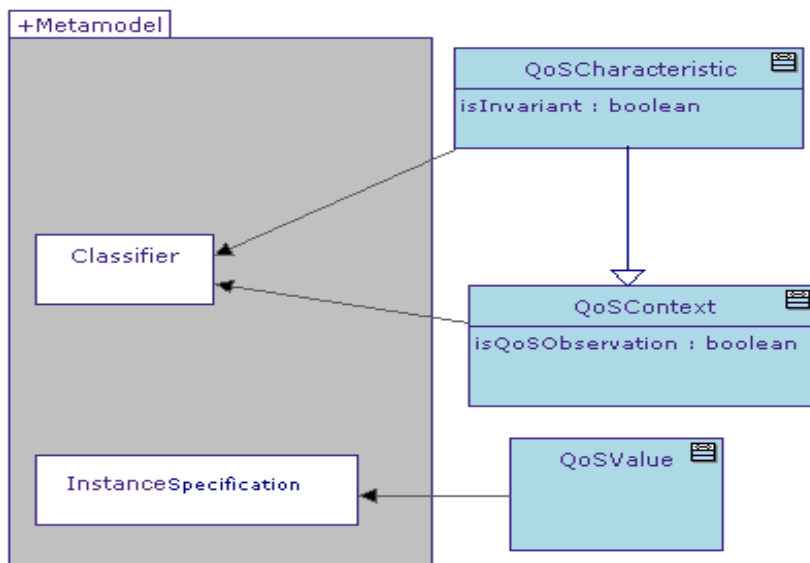 +Metamodel
QoSCharacteristic
isInvariant : boolean
Classifier
QoSContext
isQoSObservation : boolean
InstanceSpecification
QoSValue